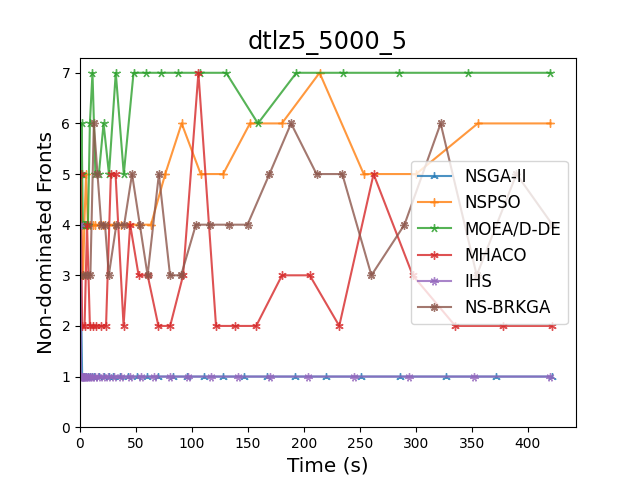 dtlz5_5000_5
Non-dominated Fronts
7
6
5
4
3
2
1
0
NSGA-II
NSPSO
MOEA/D-DE
MHACO
IHS
NS-BRKGA
0 50 100 150 200 250 300 350 400
Time (s)